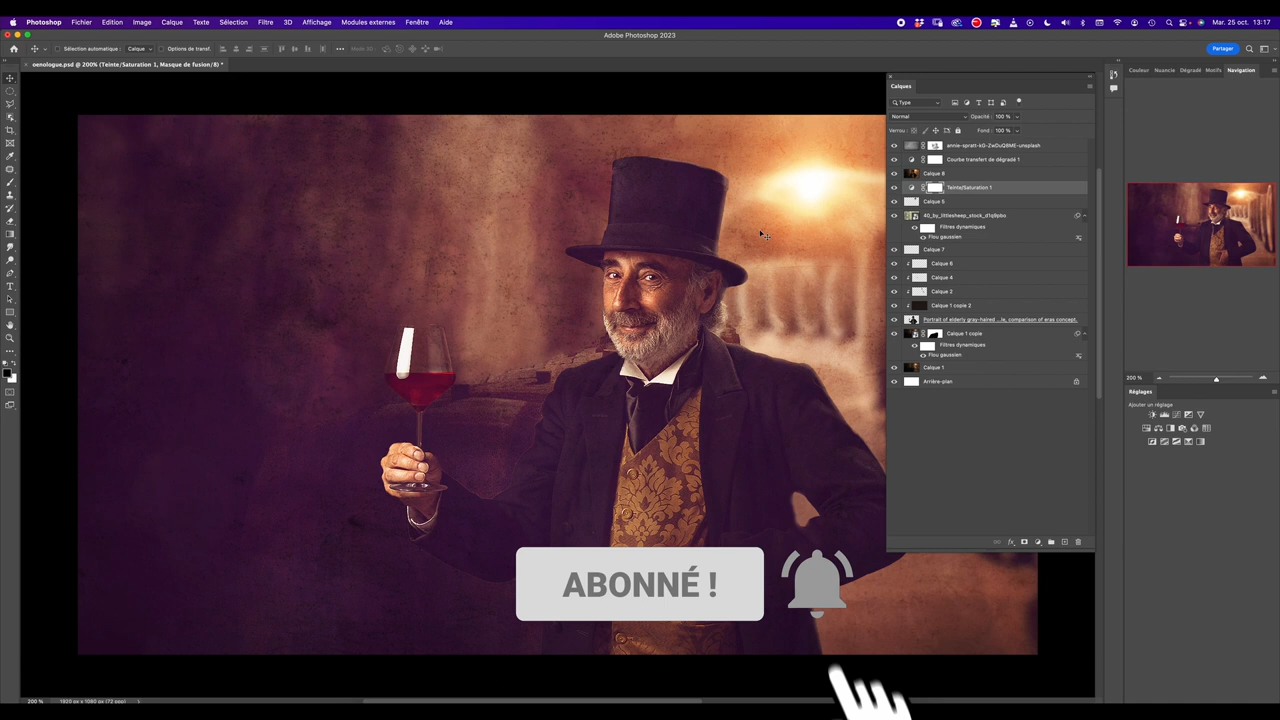 Photoshop Fichier Edition Image Calque Texte Sélection Filtre 3D Affichage Modules externes Fenêtre Aide Mar. 25 oct. 13:17
Adobe Photoshop 2023
Sélection automatique : Calque Options de transf. Mode 3D : Partager
oenologue.psd @ 200% (Teinte/Saturation 1, Masque de fusion/8) *
Couleur Nuancie Dégradé Motifs Navigation
Calques
Type
Normal Opacité : 100 %
Verrou : Fond : 100 %
annie-spratt-kG-ZwDuQ8ME-unsplash
Courbe transfert de dégradé 1
Calque 8
Teinte/Saturation 1
Calque 5
40_by_littlesheep_stock_d1q9pbo
Filtres dynamiques
Flou gaussien
Calque 7
Calque 6
Calque 4
Calque 2
Calque 1 copie 2
Portrait of elderly gray-haired ...le, comparison of eras concept.
Calque 1 copie
Filtres dynamiques
Flou gaussien
Calque 1
Arrière-plan
200 %
Réglages
Ajouter un réglage
ABONNÉ !
200 % 1920 px x 1080 px (72 ppp)